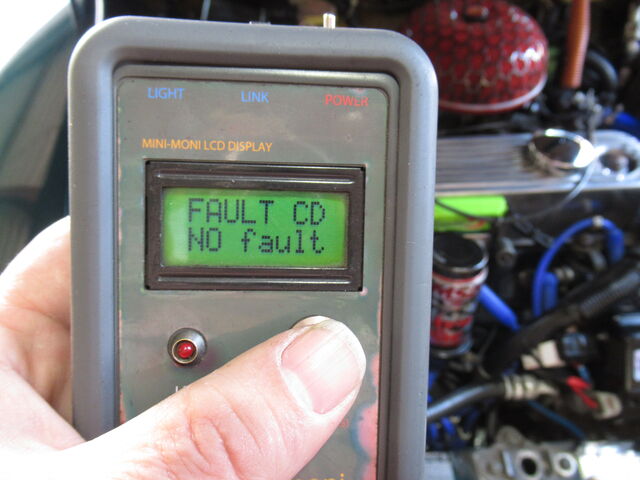 LIGHT LINK POWER
MINI-MONI LCD DISPLAY
FAULT CD
NO fault